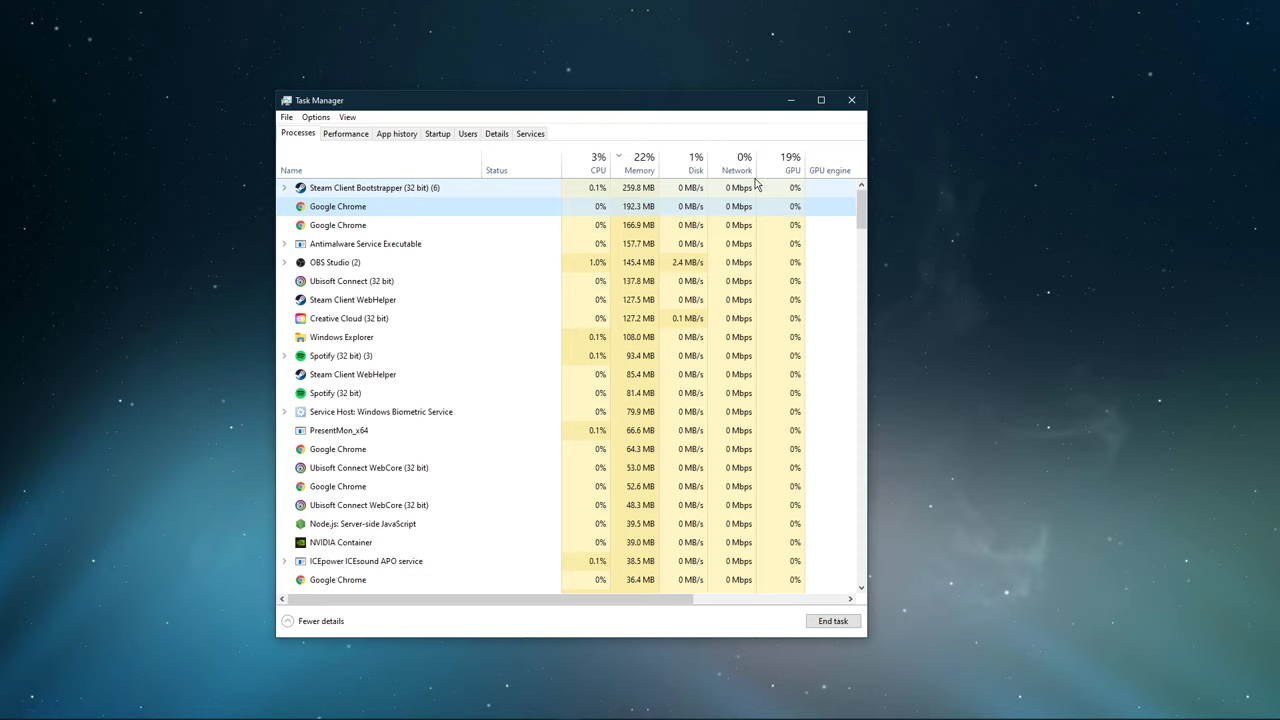 Task Manager
File Options View
Processes Performance App history Startup Users Details Services
3% 22% 1% 0% 19%
Name Status CPU Memory Disk Network GPU GPU engine
Steam Client Bootstrapper (32 bit) (6) 0.1% 259.8 MB 0 MB/s 0 Mbps 0%
Google Chrome 0% 192.3 MB 0 MB/s 0 Mbps 0%
Google Chrome 0% 166.9 MB 0 MB/s 0 Mbps 0%
Antimalware Service Executable 0% 157.7 MB 0 MB/s 0 Mbps 0%
OBS Studio (2) 1.0% 145.4 MB 2.4 MB/s 0 Mbps 0%
Ubisoft Connect (32 bit) 0% 137.8 MB 0 MB/s 0 Mbps 0%
Steam Client WebHelper 0% 127.5 MB 0 MB/s 0 Mbps 0%
Creative Cloud (32 bit) 0% 127.2 MB 0.1 MB/s 0 Mbps 0%
Windows Explorer 0.1% 108.0 MB 0 MB/s 0 Mbps 0%
Spotify (32 bit) (3) 0.1% 93.4 MB 0 MB/s 0 Mbps 0%
Steam Client WebHelper 0% 85.4 MB 0 MB/s 0 Mbps 0%
Spotify (32 bit) 0% 81.4 MB 0 MB/s 0 Mbps 0%
Service Host: Windows Biometric Service 0% 79.9 MB 0 MB/s 0 Mbps 0%
PresentMon_x64 0.1% 66.6 MB 0 MB/s 0 Mbps 0%
Google Chrome 0% 64.3 MB 0 MB/s 0 Mbps 0%
Ubisoft Connect WebCore (32 bit) 0% 53.0 MB 0 MB/s 0 Mbps 0%
Google Chrome 0% 52.6 MB 0 MB/s 0 Mbps 0%
Ubisoft Connect WebCore (32 bit) 0% 48.3 MB 0 MB/s 0 Mbps 0%
Node.js: Server-side JavaScript 0% 39.5 MB 0 MB/s 0 Mbps 0%
NVIDIA Container 0% 39.0 MB 0 MB/s 0 Mbps 0%
ICEpower ICEsound APO service 0.1% 38.5 MB 0 MB/s 0 Mbps 0%
Google Chrome 0% 36.4 MB 0 MB/s 0 Mbps 0%
Fewer details End task